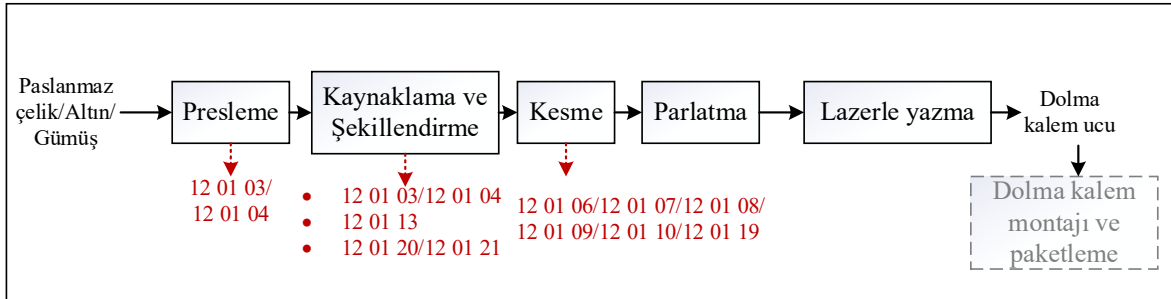 Paslanmaz
çelik/Altın/
Gümüş
Presleme
Kaynaklama ve
Şekillendirme
Kesme
Parlatma
Lazerle yazma
Dolma
kalem ucu
12 01 03/
12 01 04
• 12 01 03/12 01 04
• 12 01 13
• 12 01 20/12 01 21
12 01 06/12 01 07/12 01 08/
12 01 09/12 01 10/12 01 19
Dolma kalem
montajı ve
paketleme